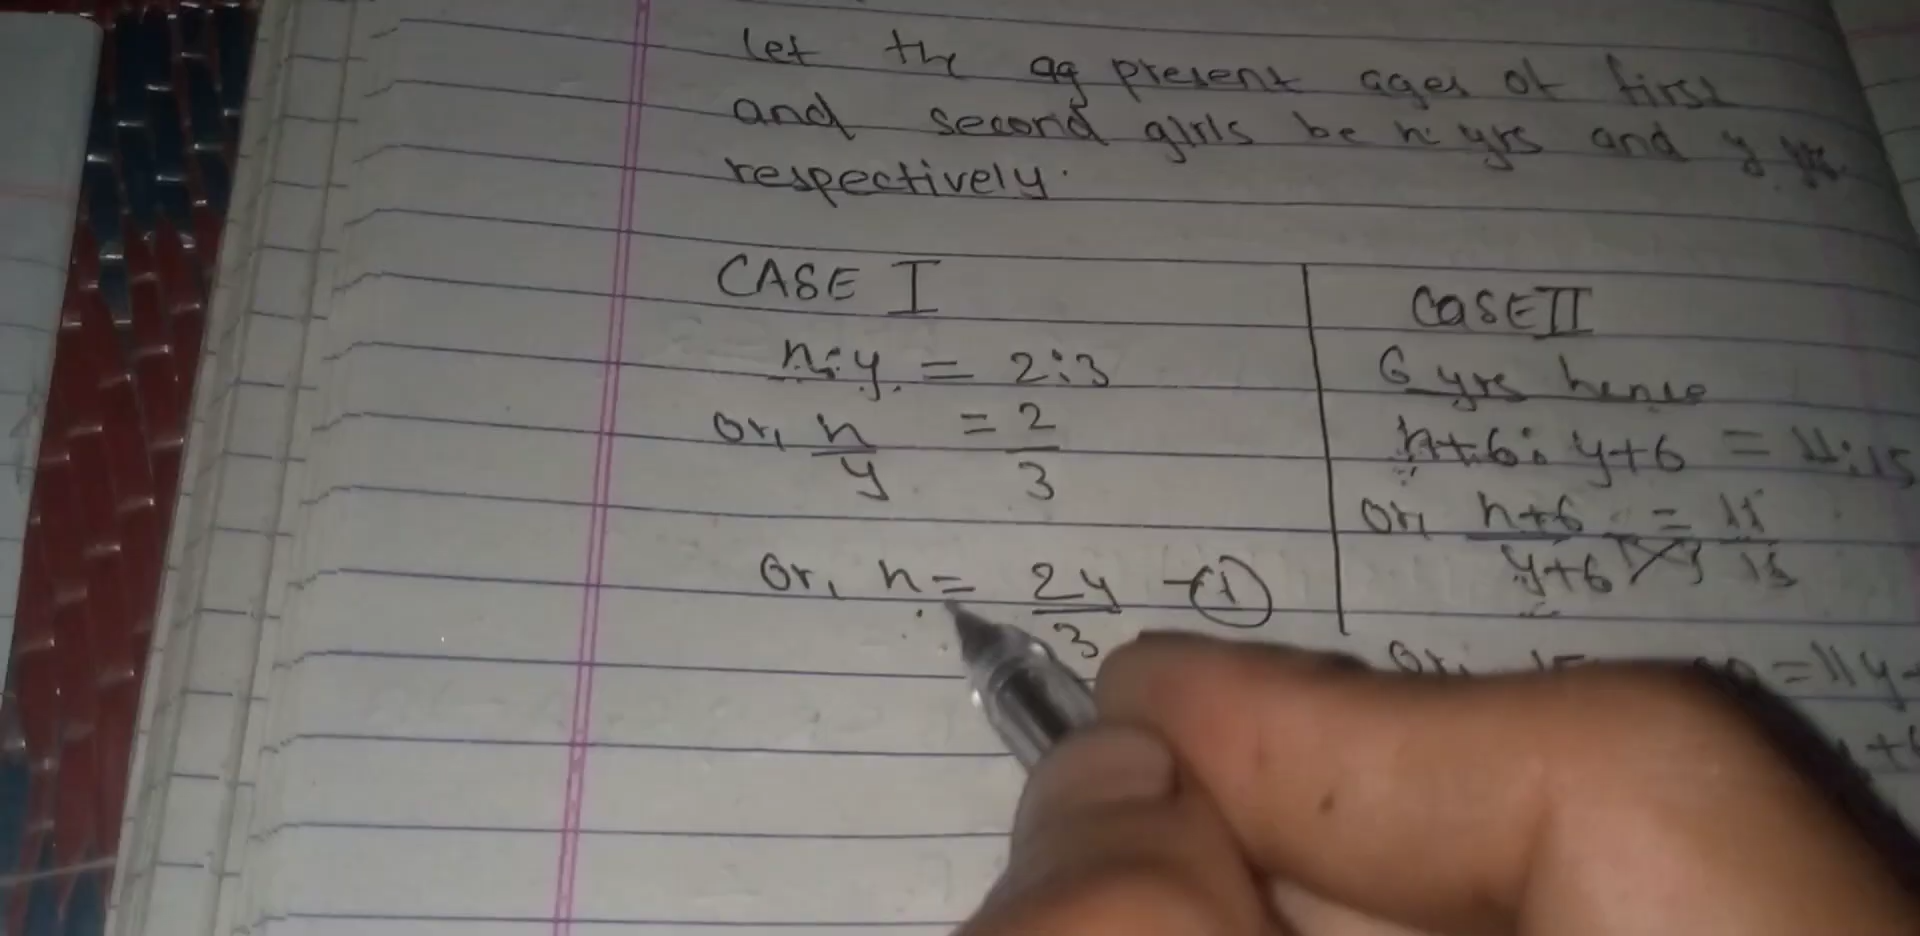 Let the ag present ages of first
and second girls be x yrs and y yrs
respectively.
CASE I
x:y = 2:3
or, x/y = 2/3
or, x = 2y/3 - (1)
CASE II
6 yrs hence
x+6: y+6 = 11:15
or, x+6/y+6 = 11/15
or, = 11y